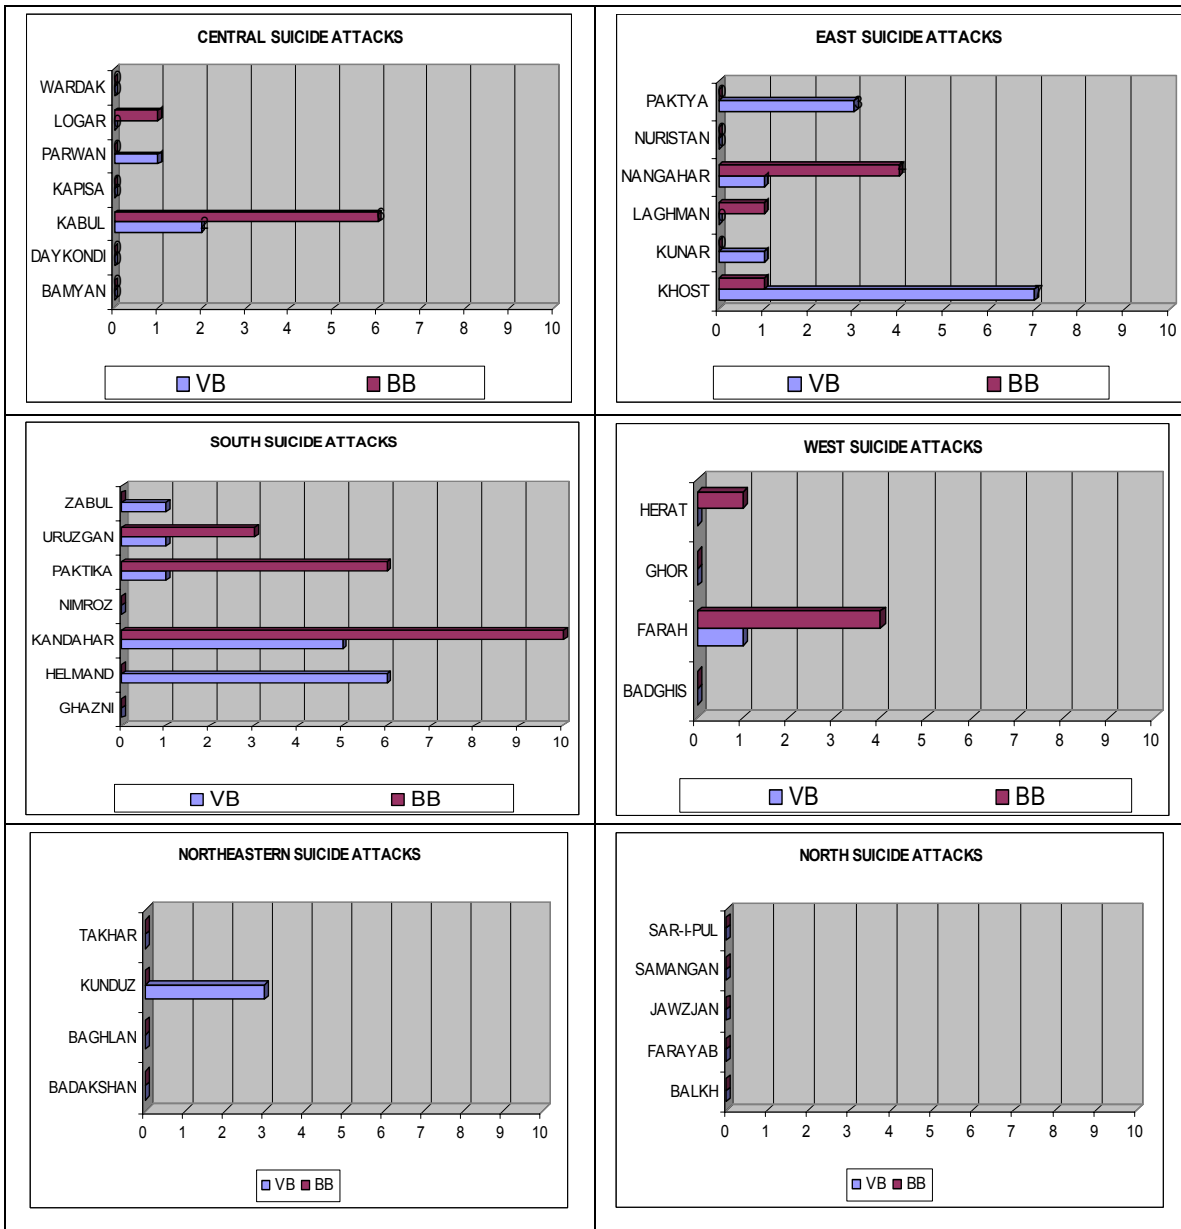 CENTRAL SUICIDE ATTACKS
WARDAK
LOGAR
PARWAN
KAPISA
KABUL
DAYKONDI
BAMYAN
0 1 2 3 4 5 6 7 8 9 10
VB BB
EAST SUICIDE ATTACKS
PAKTYA
NURISTAN
NANGAHAR
LAGHMAN
KUNAR
KHOST
0 1 2 3 4 5 6 7 8 9 10
VB BB
SOUTH SUICIDE ATTACKS
ZABUL
URUZGAN
PAKTIKA
NIMROZ
KANDAHAR
HELMAND
GHAZNI
0 1 2 3 4 5 6 7 8 9 10
VB BB
WEST SUICIDE ATTACKS
HERAT
GHOR
FARAH
BADGHIS
0 1 2 3 4 5 6 7 8 9 10
VB BB
NORTHEASTERN SUICIDE ATTACKS
TAKHAR
KUNDUZ
BAGHLAN
BADAKSHAN
0 1 2 3 4 5 6 7 8 9 10
VB BB
NORTH SUICIDE ATTACKS
SAR-I-PUL
SAMANGAN
JAWZJAN
FARAYAB
BALKH
0 1 2 3 4 5 6 7 8 9 10
VB BB